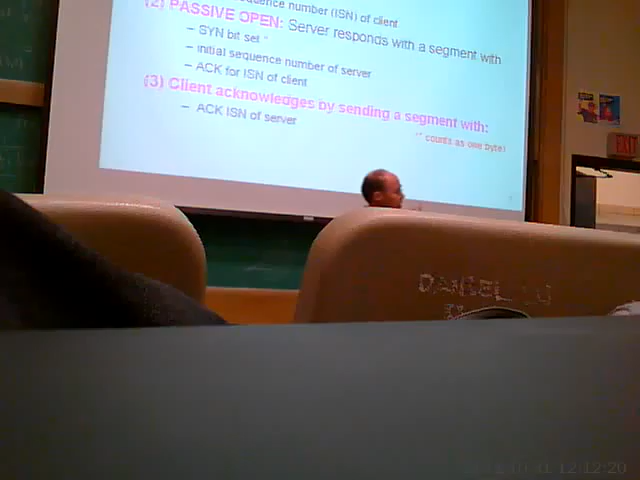 sequence number (ISN) of client
(2) PASSIVE OPEN: Server responds with a segment with
– SYN bit set *
– initial sequence number of server
– ACK for ISN of client
(3) Client acknowledges by sending a segment with:
– ACK ISN of server
(* counts as one byte)
EXIT
DANIEL
12:12:20